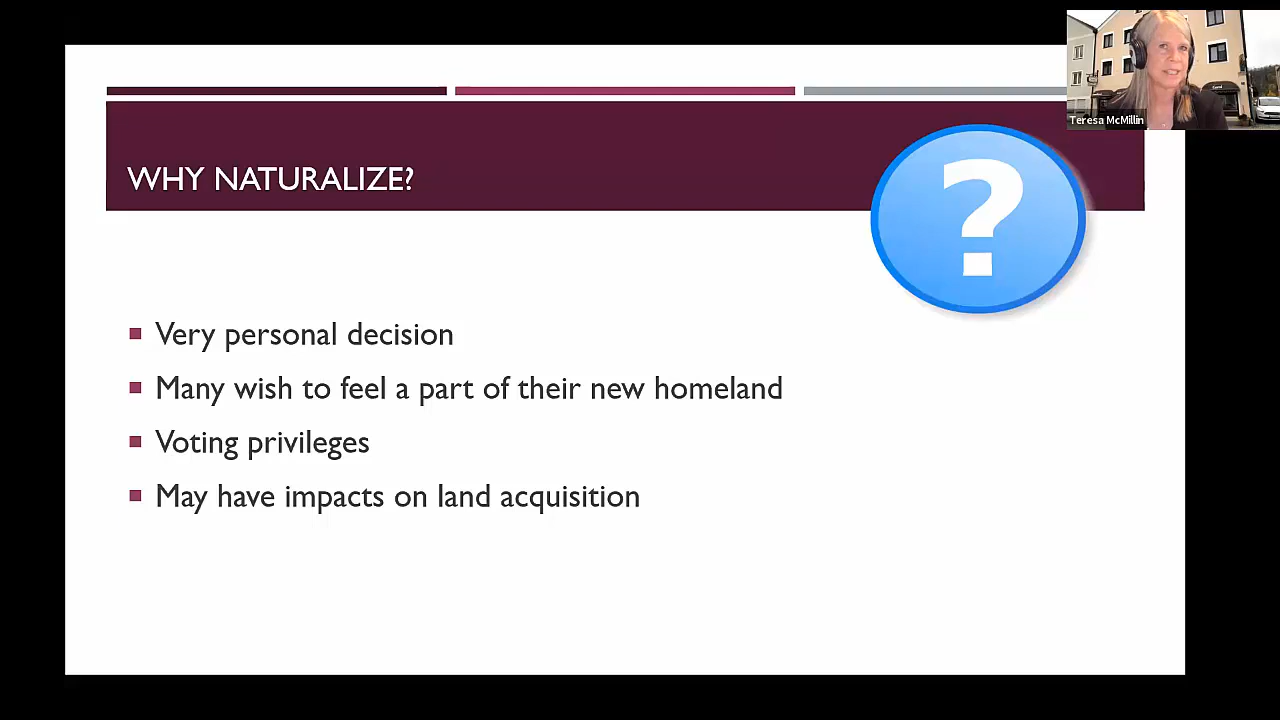 Teresa McMillin
WHY NATURALIZE?
?
Very personal decision
Many wish to feel a part of their new homeland
Voting privileges
May have impacts on land acquisition